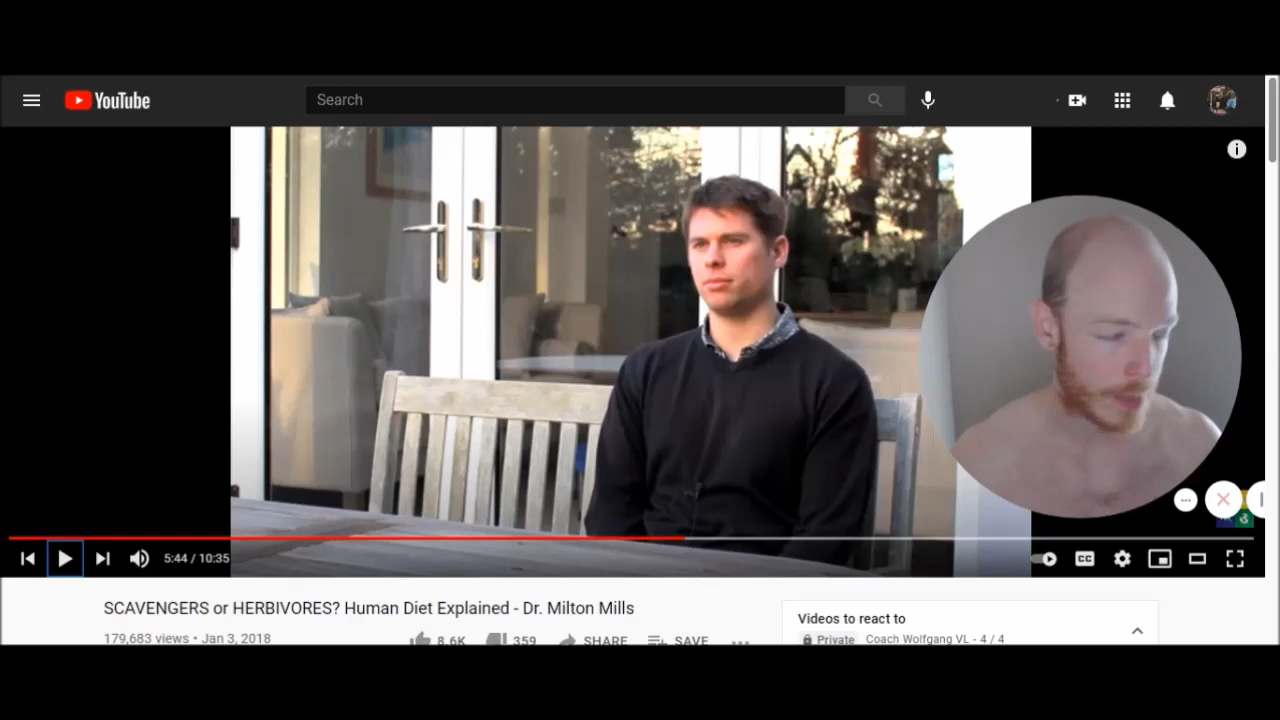 YouTube
Search
5:44 / 10:35
CC
SCAVENGERS or HERBIVORES? Human Diet Explained - Dr. Milton Mills
179,683 views • Jan 3, 2018
8.6K 359 SHARE SAVE
Videos to react to
Private Coach Wolfgang VL - 4 / 4